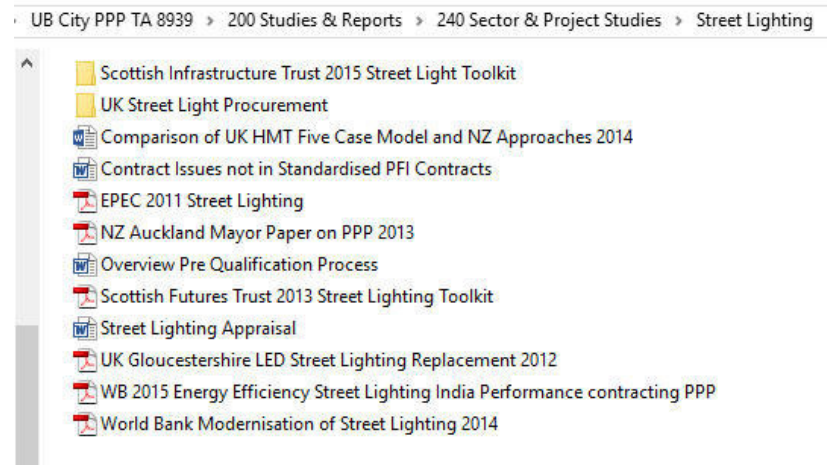 UB City PPP TA 8939 > 200 Studies & Reports > 240 Sector & Project Studies > Street Lighting
Scottish Infrastructure Trust 2015 Street Light Toolkit
UK Street Light Procurement
Comparison of UK HMT Five Case Model and NZ Approaches 2014
Contract Issues not in Standardised PFI Contracts
EPEC 2011 Street Lighting
NZ Auckland Mayor Paper on PPP 2013
Overview Pre Qualification Process
Scottish Futures Trust 2013 Street Lighting Toolkit
Street Lighting Appraisal
UK Gloucestershire LED Street Lighting Replacement 2012
WB 2015 Energy Efficiency Street Lighting India Performance contracting PPP
World Bank Modernisation of Street Lighting 2014